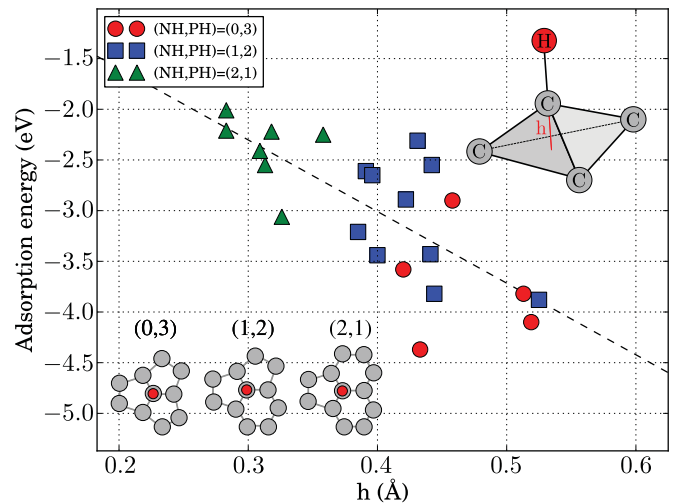 (NH,PH)=(0,3)
(NH,PH)=(1,2)
(NH,PH)=(2,1)
H
C
C
C
C
h
Adsorption energy (eV)
−1.5
−2.0
−2.5
−3.0
−3.5
−4.0
−4.5
−5.0
(0,3) (1,2) (2,1)
0.2 0.3 0.4 0.5 0.6
h (Å)